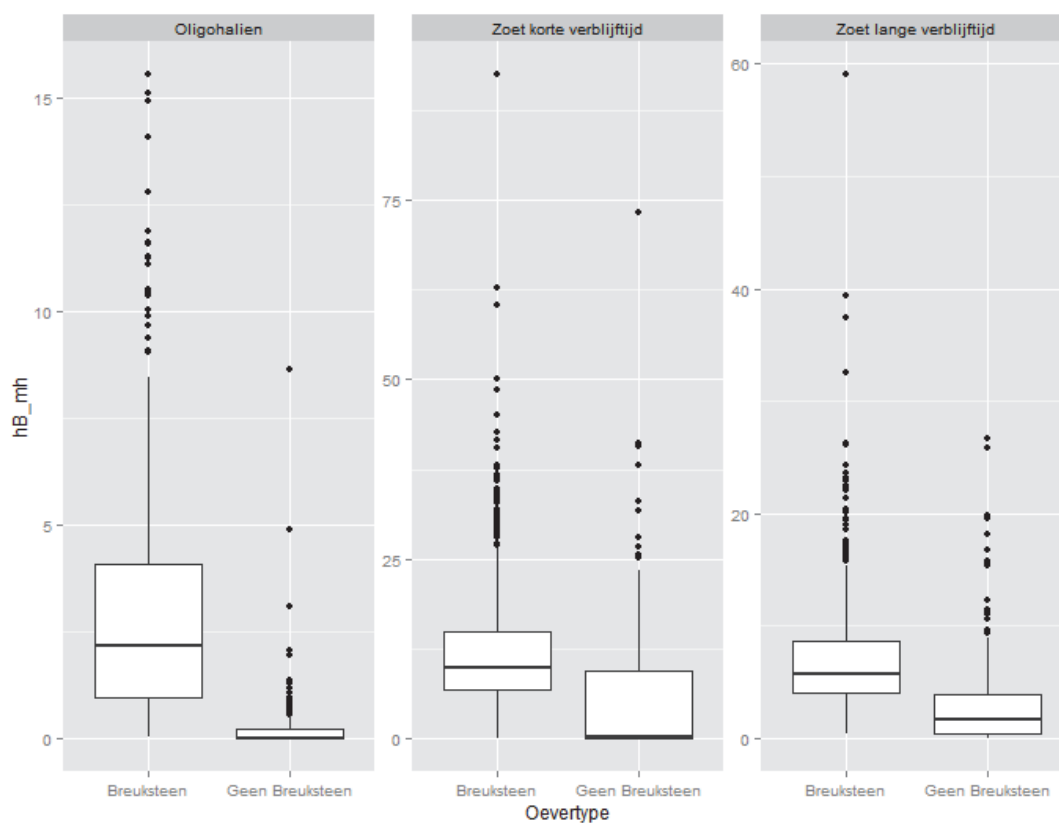 Oligohalien
Zoet korte verblijftijd
Zoet lange verblijftijd
hB_mh
15
10
5
0
75
50
25
0
60
40
20
0
Breuksteen
Geen Breuksteen
Breuksteen
Geen Breuksteen
Breuksteen
Geen Breuksteen
Oevertype